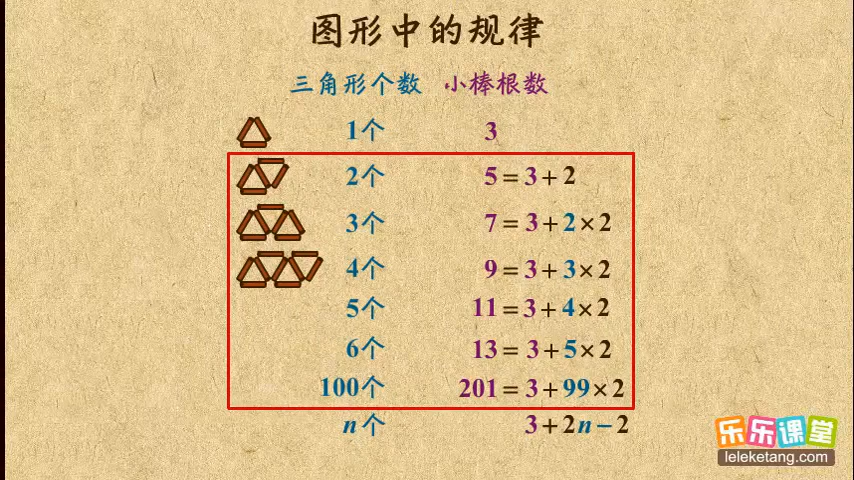 图形中的规律
三角形个数 小棒根数
1个 3
2个 5=3+2
3个 7=3+2×2
4个 9=3+3×2
5个 11=3+4×2
6个 13=3+5×2
100个 201=3+99×2
n个 3+2n−2
乐乐课堂
leleketang.com